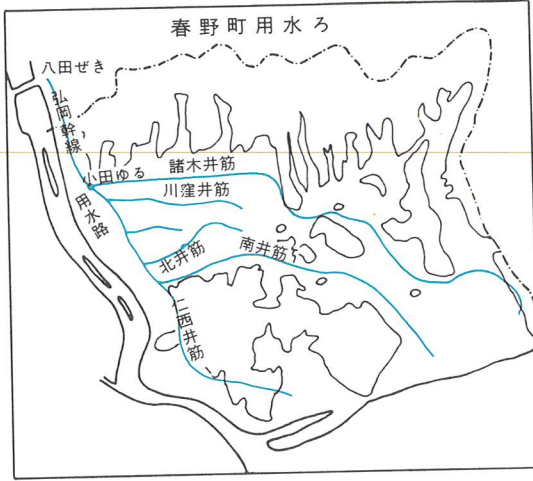 春野町用水ろ
八田ぜき
弘岡幹線
用水路
小田ゆる
諸木井筋
川窪井筋
北井筋
南井筋
仁西井筋